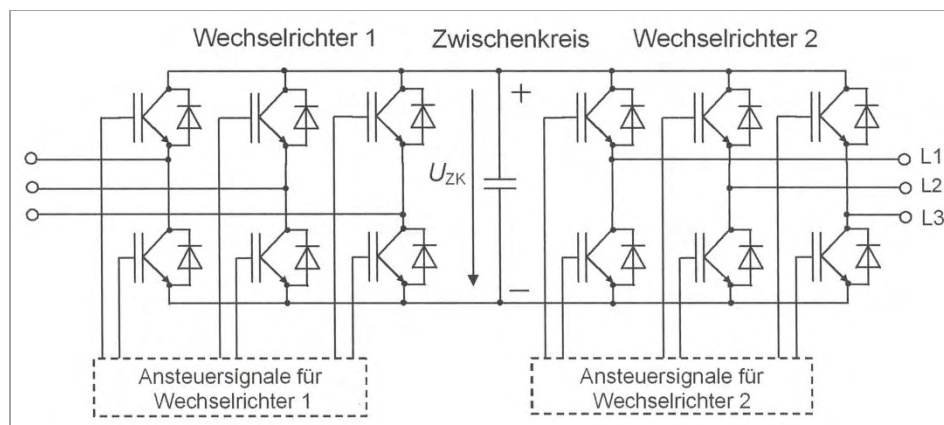 Wechselrichter 1
Zwischenkreis
Wechselrichter 2
+
UZK
L1
L2
L3
−
Ansteuersignale für
Wechselrichter 1
Ansteuersignale für
Wechselrichter 2